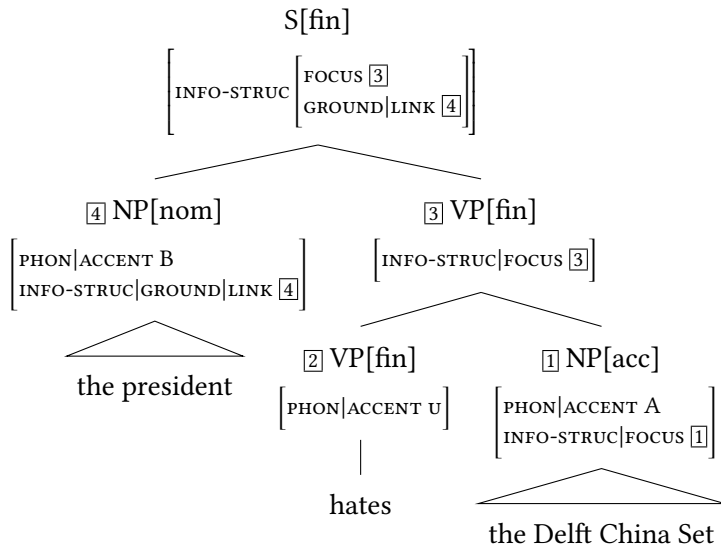 S[fin]
[INFO-STRUC [FOCUS 3
GROUND|LINK 4]]
4 NP[nom]
[PHON|ACCENT B
INFO-STRUC|GROUND|LINK 4]
the president
3 VP[fin]
[INFO-STRUC|FOCUS 3]
2 VP[fin]
[PHON|ACCENT U]
hates
1 NP[acc]
[PHON|ACCENT A
INFO-STRUC|FOCUS 1]
the Delft China Set